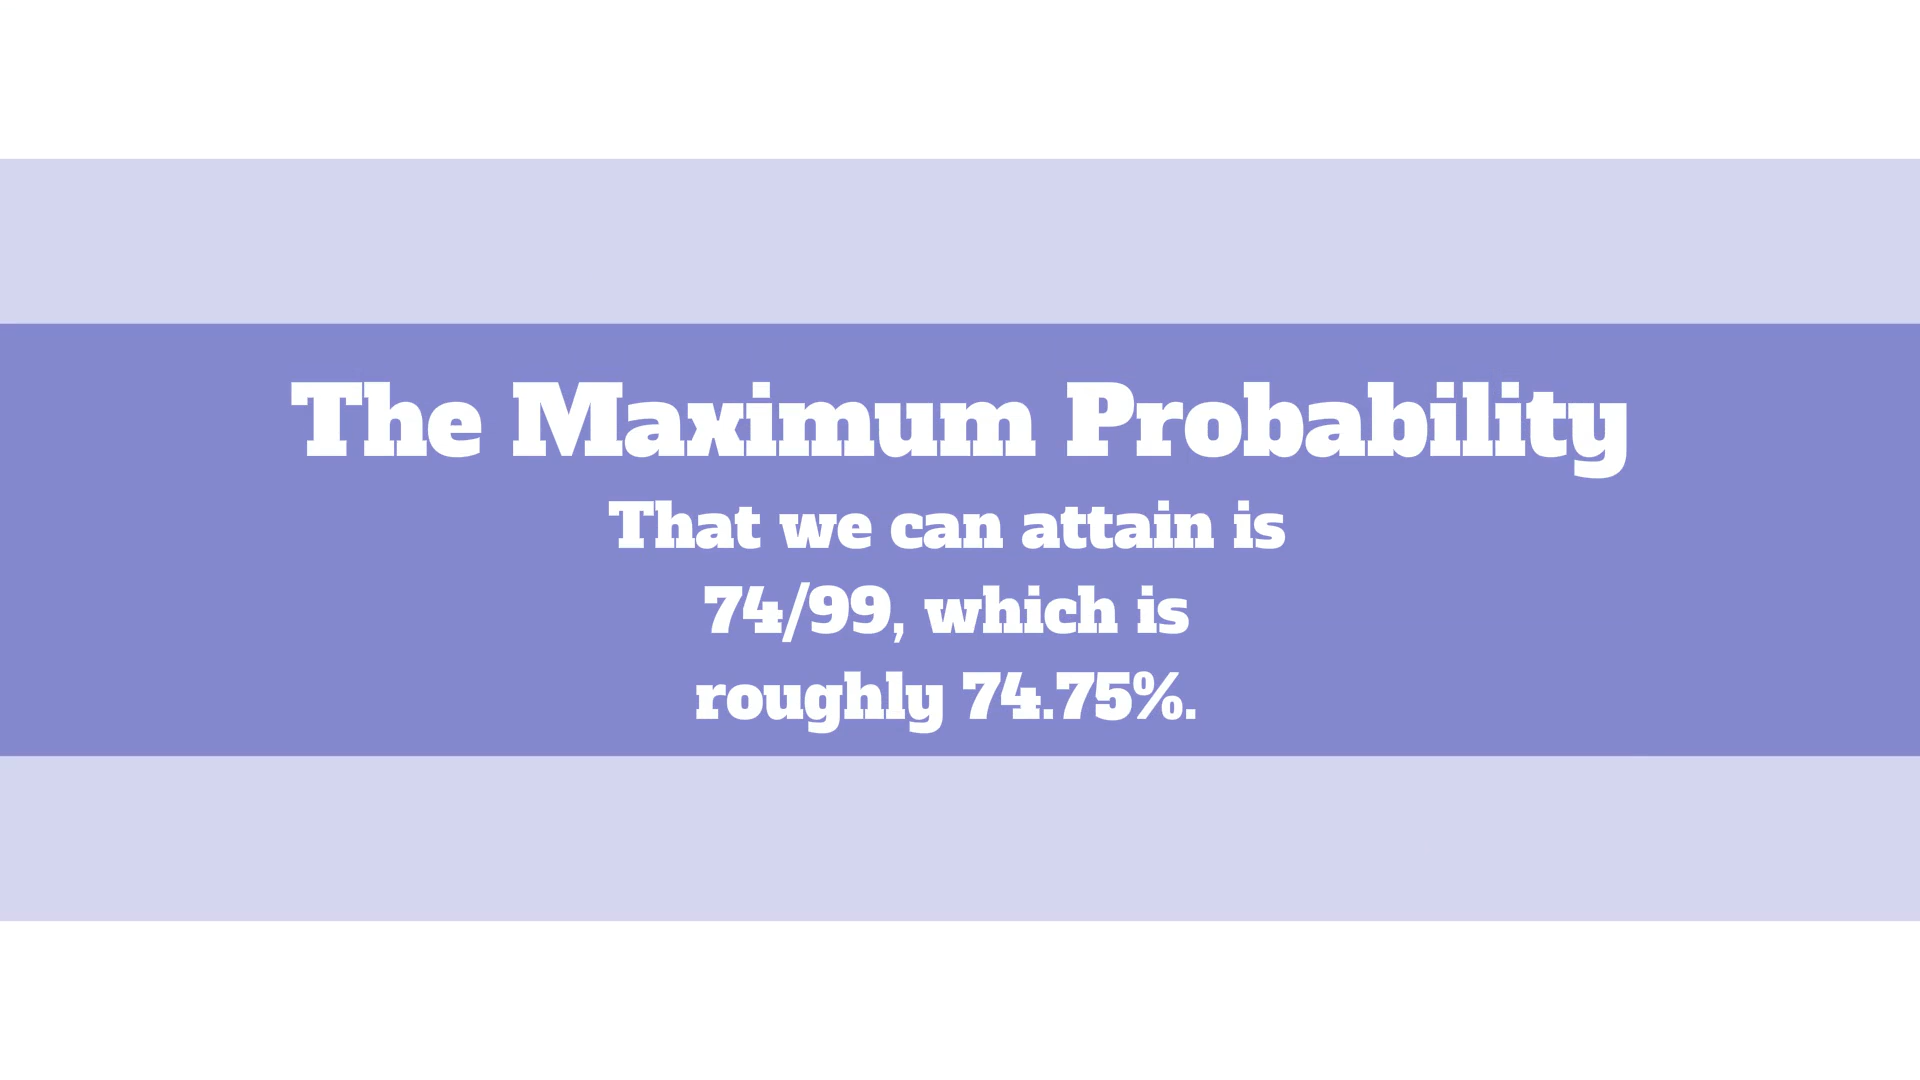 The Maximum Probability
That we can attain is
74/99, which is
roughly 74.75%.